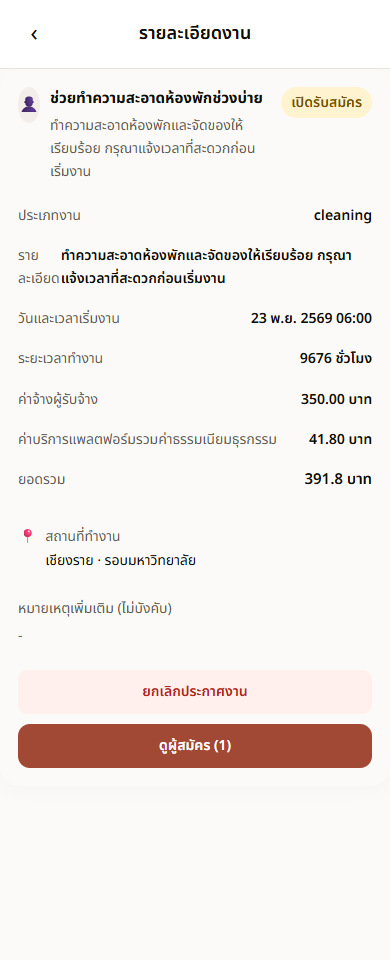 ‹ รายละเอียดงาน
ช่วยทำความสะอาดห้องพักช่วงบ่าย
เปิดรับสมัคร
ทำความสะอาดห้องพักและจัดของให้
เรียบร้อย กรุณาแจ้งเวลาที่สะดวกก่อน
เริ่มงาน
ประเภทงาน cleaning
ราย
ละเอียด
ทำความสะอาดห้องพักและจัดของให้เรียบร้อย กรุณา
แจ้งเวลาที่สะดวกก่อนเริ่มงาน
วันและเวลาเริ่มงาน 23 พ.ย. 2569 06:00
ระยะเวลาทำงาน 9676 ชั่วโมง
ค่าจ้างผู้รับจ้าง 350.00 บาท
ค่าบริการแพลตฟอร์มรวมค่าธรรมเนียมธุรกรรม 41.80 บาท
ยอดรวม 391.8 บาท
สถานที่ทำงาน
เชียงราย · รอบมหาวิทยาลัย
หมายเหตุเพิ่มเติม (ไม่บังคับ)
-
ยกเลิกประกาศงาน
ดูผู้สมัคร (1)